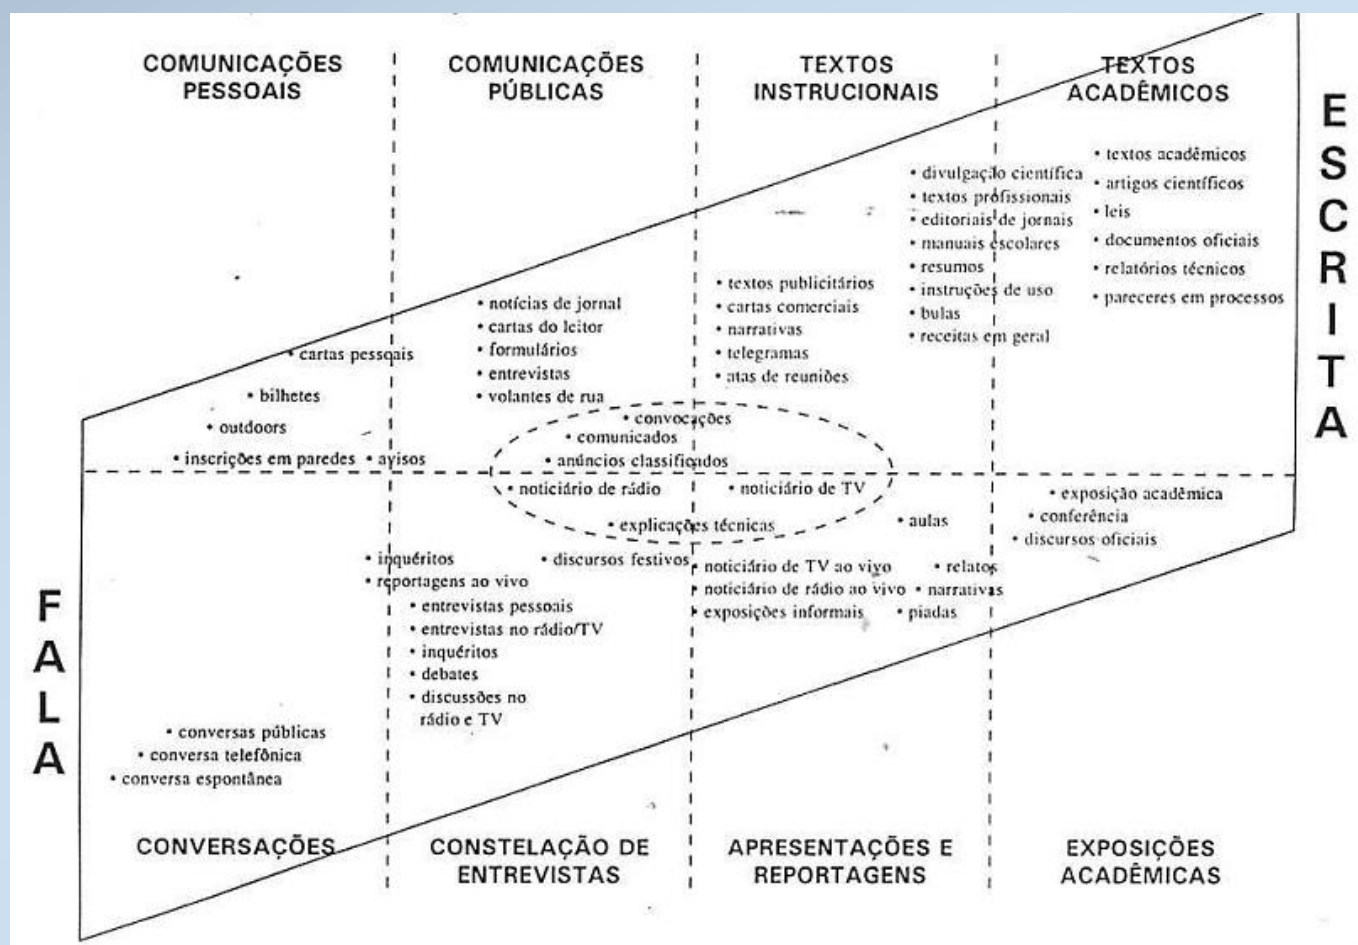 COMUNICAÇÕES
PESSOAIS
COMUNICAÇÕES
PÚBLICAS
TEXTOS
INSTRUCIONAIS
TEXTOS
ACADÊMICOS
ESCRITA
• textos acadêmicos
• artigos científicos
• leis
• documentos oficiais
• relatórios técnicos
• pareceres em processos
• divulgação científica
• textos profissionais
• editoriais de jornais
• manuais escolares
• resumos
• instruções de uso
• bulas
• receitas em geral
• textos publicitários
• cartas comerciais
• narrativas
• telegramas
• atas de reuniões
• notícias de jornal
• cartas do leitor
• formulários
• entrevistas
• volantes de rua
• cartas pessoais
• bilhetes
• outdoors
• inscrições em paredes
• avisos
• convocações
• comunicados
• anúncios classificados
• noticiário de rádio
• noticiário de TV
• explicações técnicas
• aulas
• exposição acadêmica
• conferência
• discursos oficiais
• inquéritos
• reportagens ao vivo
• discursos festivos
• entrevistas pessoais
• entrevistas no rádio/TV
• inquéritos
• debates
• discussões no
rádio e TV
• noticiário de TV ao vivo
• relatos
• noticiário de rádio ao vivo
• narrativas
• exposições informais
• piadas
FALA
• conversas públicas
• conversa telefônica
• conversa espontânea
CONVERSAÇÕES
CONSTELAÇÃO DE
ENTREVISTAS
APRESENTAÇÕES E
REPORTAGENS
EXPOSIÇÕES
ACADÊMICAS